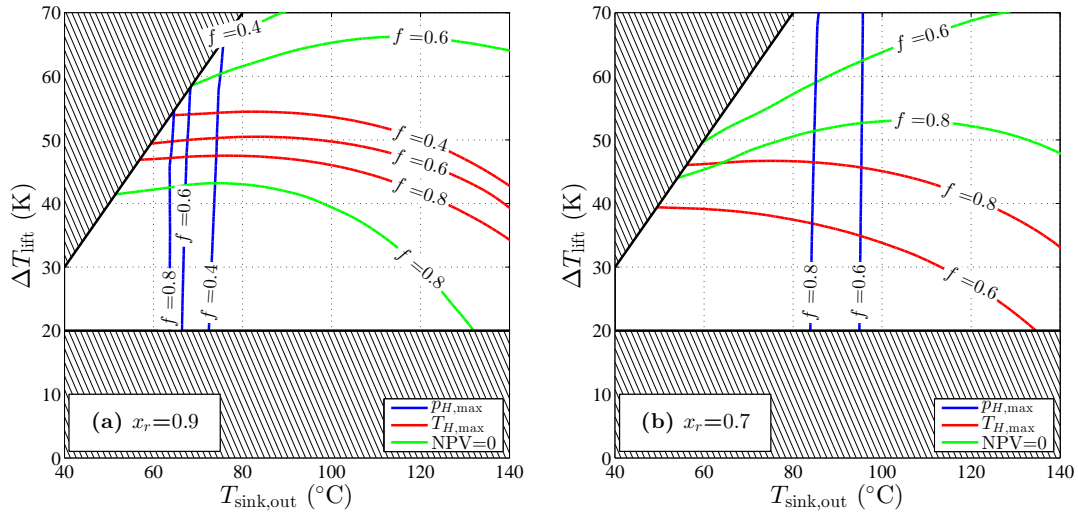 70
60
50
40
30
20
10
0
ΔT_lift (K)
f =0.4
f =0.6
f =0.4
f =0.6
f =0.8
f =0.8
f =0.8
f =0.6
f =0.4
(a) x_r=0.9
p_H,max
T_H,max
NPV=0
40
60
80
100
120
140
T_sink,out (°C)
70
60
50
40
30
20
10
0
ΔT_lift (K)
f =0.6
f =0.8
f =0.8
f =0.6
f =0.8
f =0.6
(b) x_r=0.7
p_H,max
T_H,max
NPV=0
40
60
80
100
120
140
T_sink,out (°C)